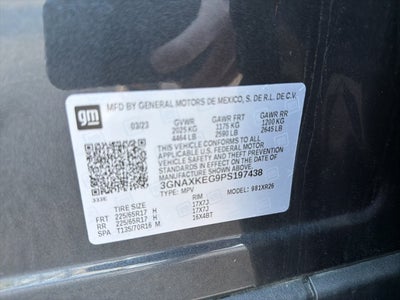 gm
MFD BY GENERAL MOTORS DE MEXICO, S. DE R.L. DE C.V.
03/23 GVWR GAWR FRT GAWR RR
2025 KG 1175 KG 1200 KG
4464 LB 2590 LB 2645 LB
THIS VEHICLE CONFORMS TO ALL APPLICABLE U.S.
FEDERAL MOTOR VEHICLE SAFETY, BUMPER, AND THEFT
PREVENTION STANDARDS IN EFFECT ON THE DATE OF
MANUFACTURE SHOWN ABOVE.
3GNAXKEG9PS197438
TYPE: MPV MODEL: 981XR26
333E
TIRE SIZE RIM
FRT 225/65R17 H 17X7J
RR 225/65R17 H 17X7J
SPA T135/70R16 M 16X4BT